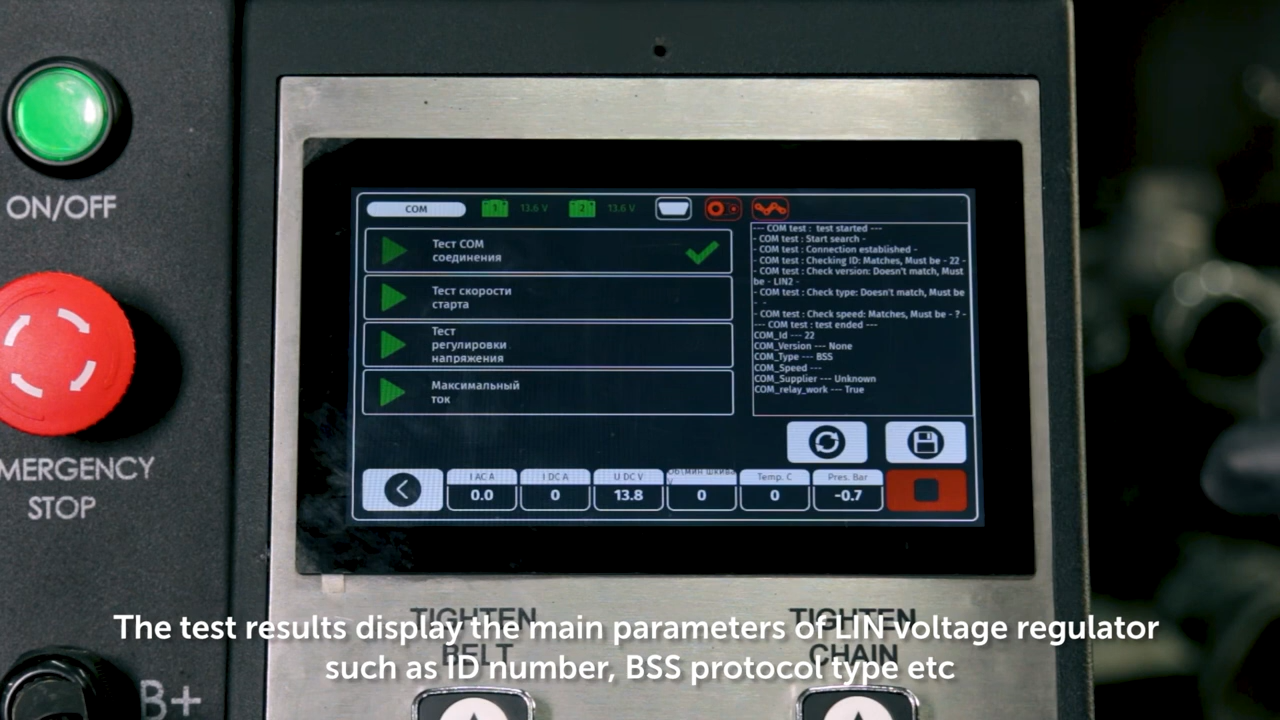 ON/OFF
MERGENCY
STOP
B+
COM
1
13.6 V
2
13.6 V
Тест COM
соединения
Тест скорости
старта
Тест
регулировки
напряжения
Максимальный
ток
--- COM test : test started ---
- COM test : Start search -
- COM test : Connection established -
- COM test : Checking ID: Matches, Must be - 22 -
- COM test : Check version: Doesn't match, Must
be - LIN2 -
- COM test : Check type: Doesn't match, Must be
- -
- COM test : Check speed: Matches, Must be - ? -
--- COM test : test ended ---
COM_Id --- 22
COM_Version --- None
COM_Type --- BSS
COM_Speed ---
COM_Supplier --- Unknown
COM_relay_work --- True
I AC A
0.0
I DC A
0
U DC V
13.8
0
Temp. C
0
Pres. Bar
-0.7
TIGHTEN
BELT
TIGHTEN
CHAIN
The test results display the main parameters of LIN voltage regulator
such as ID number, BSS protocol type etc